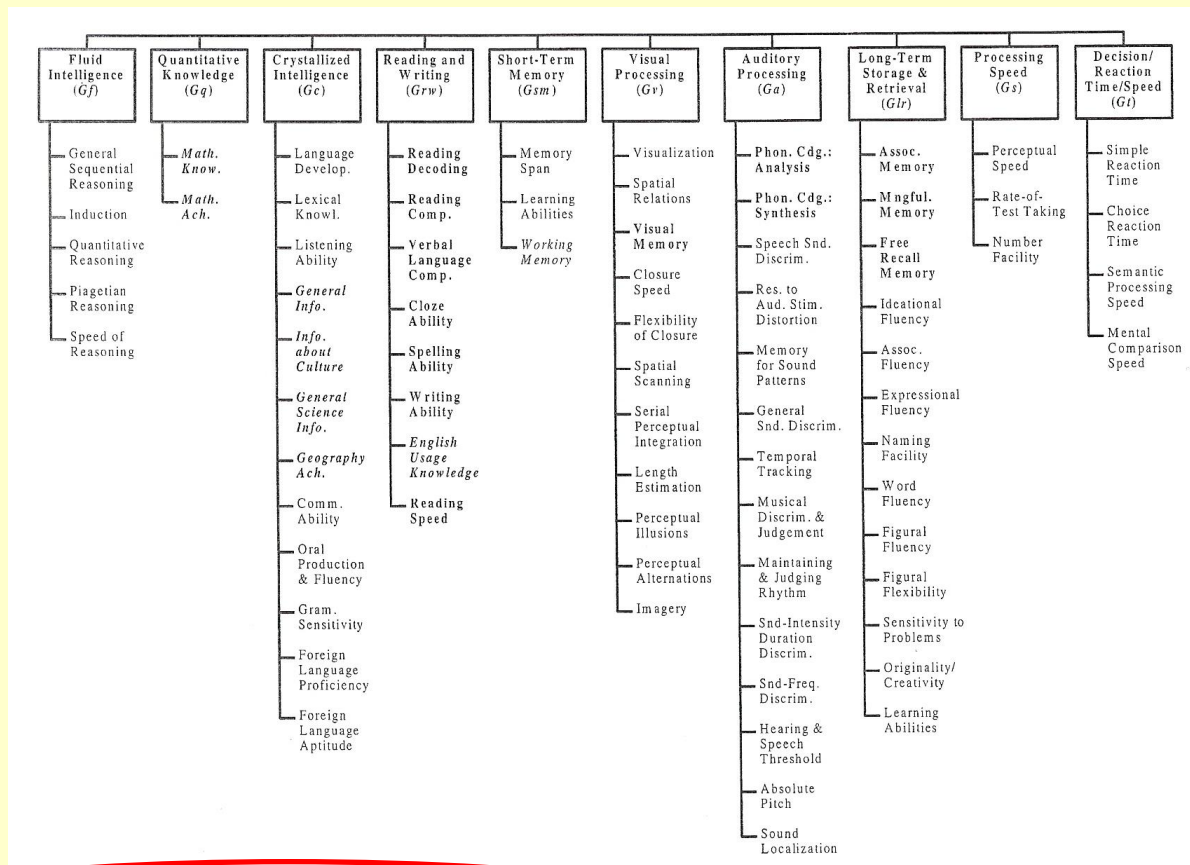 Fluid
Intelligence
(Gf)
General
Sequential
Reasoning
Induction
Quantitative
Reasoning
Piagetian
Reasoning
Speed of
Reasoning
Quantitative
Knowledge
(Gq)
Math.
Know.
Math.
Ach.
Crystallized
Intelligence
(Gc)
Language
Develop.
Lexical
Knowl.
Listening
Ability
General
Info.
Info.
about
Culture
General
Science
Info.
Geography
Ach.
Comm.
Ability
Oral
Production
& Fluency
Gram.
Sensitivity
Foreign
Language
Proficiency
Foreign
Language
Aptitude
Reading and
Writing
(Grw)
Reading
Decoding
Reading
Comp.
Verbal
Language
Comp.
Cloze
Ability
Spelling
Ability
Writing
Ability
English
Usage
Knowledge
Reading
Speed
Short-Term
Memory
(Gsm)
Memory
Span
Learning
Abilities
Working
Memory
Visual
Processing
(Gv)
Visualization
Spatial
Relations
Visual
Memory
Closure
Speed
Flexibility
of Closure
Spatial
Scanning
Serial
Perceptual
Integration
Length
Estimation
Perceptual
Illusions
Perceptual
Alternations
Imagery
Auditory
Processing
(Ga)
Phon. Cdg.:
Analysis
Phon. Cdg.:
Synthesis
Speech Snd.
Discrim.
Res. to
Aud. Stim.
Distortion
Memory
for Sound
Patterns
General
Snd. Discrim.
Temporal
Tracking
Musical
Discrim. &
Judgement
Maintaining
& Judging
Rhythm
Snd-Intensity
Duration
Discrim.
Snd-Freq.
Discrim.
Hearing &
Speech
Threshold
Absolute
Pitch
Sound
Localization
Long-Term
Storage &
Retrieval
(Glr)
Assoc.
Memory
Mngful.
Memory
Free
Recall
Memory
Ideational
Fluency
Assoc.
Fluency
Expressional
Fluency
Naming
Facility
Word
Fluency
Figural
Fluency
Figural
Flexibility
Sensitivity to
Problems
Originality/
Creativity
Learning
Abilities
Processing
Speed
(Gs)
Perceptual
Speed
Rate-of-
Test Taking
Number
Facility
Decision/
Reaction
Time/Speed
(Gt)
Simple
Reaction
Time
Choice
Reaction
Time
Semantic
Processing
Speed
Mental
Comparison
Speed